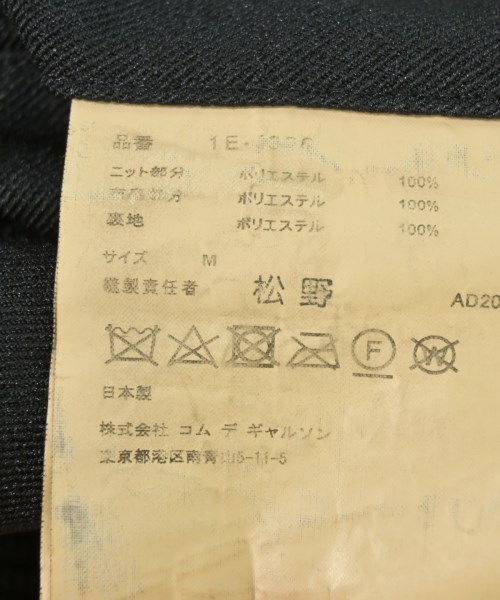 品番 1E-
ニット部分 ポリエステル 100%
部分 ポリエステル 100%
裏地 ポリエステル 100%
サイズ M
縫製責任者 松野 AD20
F W
日本製
株式会社 コム デ ギャルソン
東京都港区南青山5-11-5